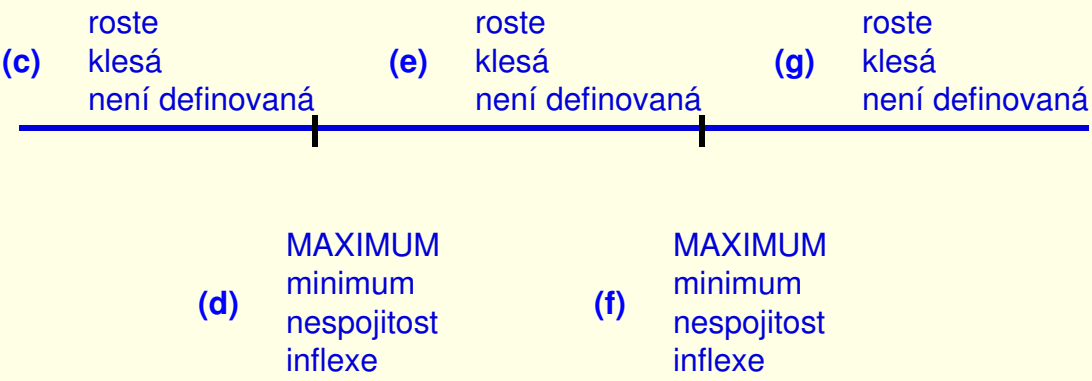 (c)
roste
klesá
není definovaná
(e)
roste
klesá
není definovaná
(g)
roste
klesá
není definovaná
(d)
MAXIMUM
minimum
nespojitost
inflexe
(f)
MAXIMUM
minimum
nespojitost
inflexe